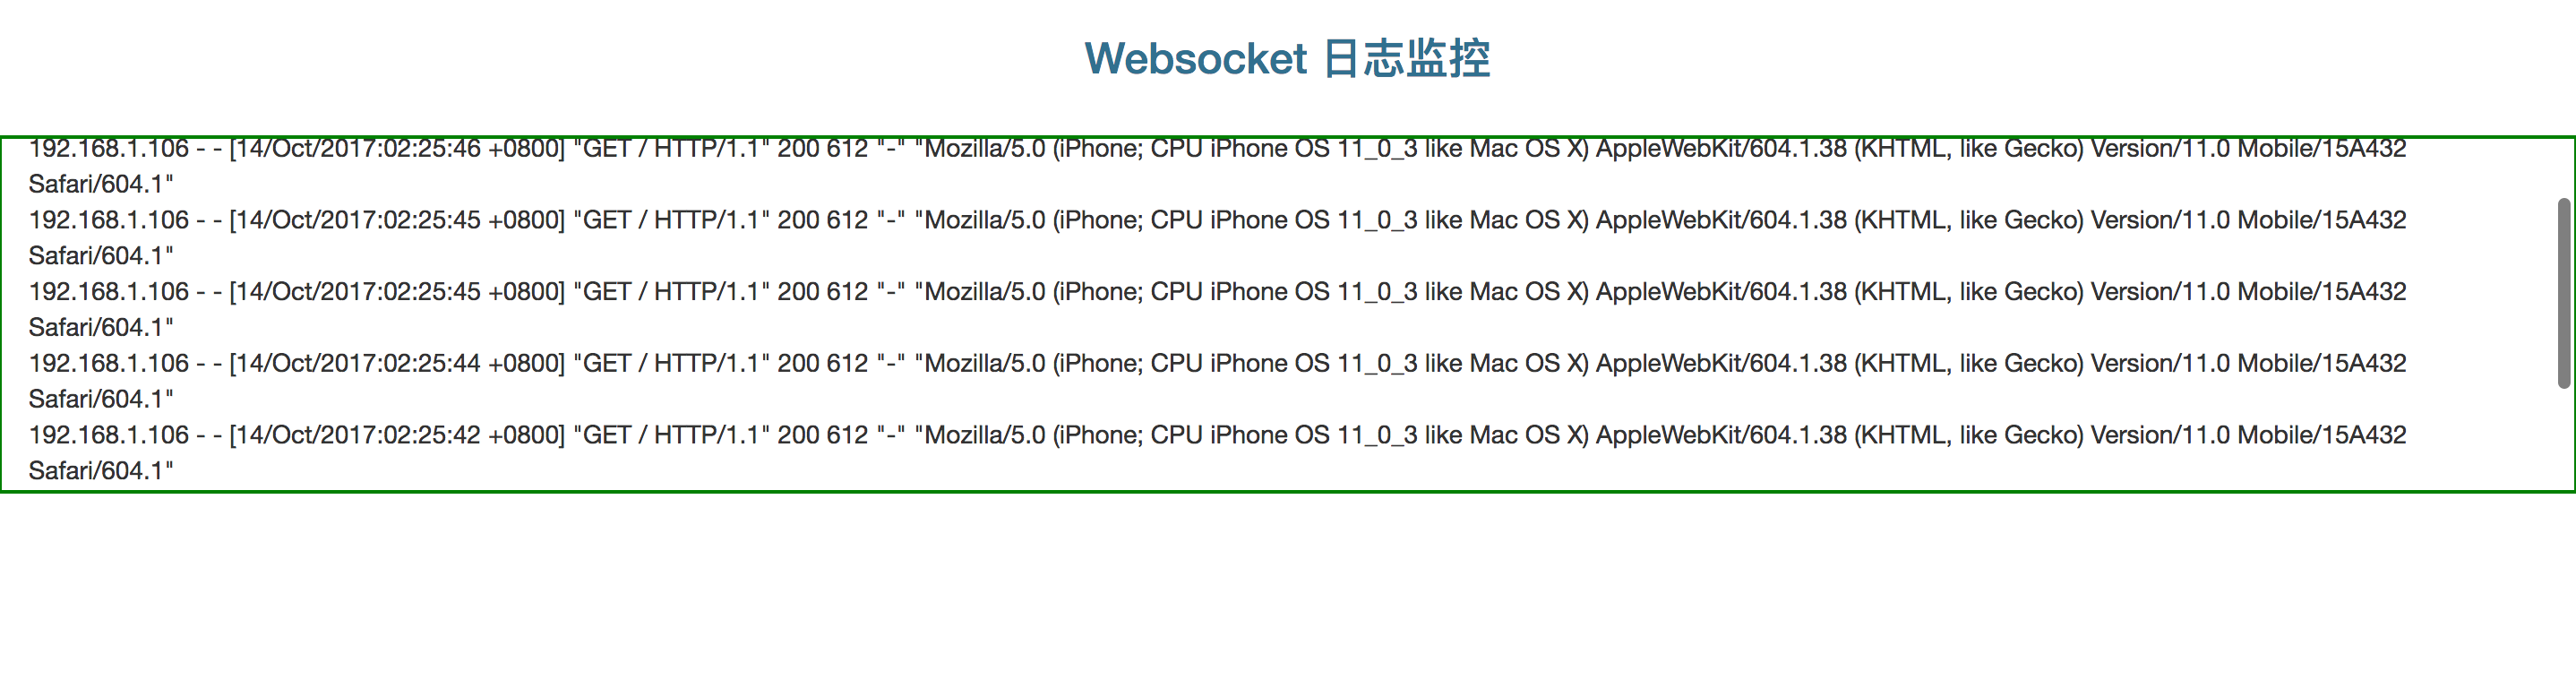 Websocket 日志监控
192.168.1.106 - - [14/Oct/2017:02:25:46 +0800] "GET / HTTP/1.1" 200 612 "-" "Mozilla/5.0 (iPhone; CPU iPhone OS 11_0_3 like Mac OS X) AppleWebKit/604.1.38 (KHTML, like Gecko) Version/11.0 Mobile/15A432
Safari/604.1"
192.168.1.106 - - [14/Oct/2017:02:25:45 +0800] "GET / HTTP/1.1" 200 612 "-" "Mozilla/5.0 (iPhone; CPU iPhone OS 11_0_3 like Mac OS X) AppleWebKit/604.1.38 (KHTML, like Gecko) Version/11.0 Mobile/15A432
Safari/604.1"
192.168.1.106 - - [14/Oct/2017:02:25:45 +0800] "GET / HTTP/1.1" 200 612 "-" "Mozilla/5.0 (iPhone; CPU iPhone OS 11_0_3 like Mac OS X) AppleWebKit/604.1.38 (KHTML, like Gecko) Version/11.0 Mobile/15A432
Safari/604.1"
192.168.1.106 - - [14/Oct/2017:02:25:44 +0800] "GET / HTTP/1.1" 200 612 "-" "Mozilla/5.0 (iPhone; CPU iPhone OS 11_0_3 like Mac OS X) AppleWebKit/604.1.38 (KHTML, like Gecko) Version/11.0 Mobile/15A432
Safari/604.1"
192.168.1.106 - - [14/Oct/2017:02:25:42 +0800] "GET / HTTP/1.1" 200 612 "-" "Mozilla/5.0 (iPhone; CPU iPhone OS 11_0_3 like Mac OS X) AppleWebKit/604.1.38 (KHTML, like Gecko) Version/11.0 Mobile/15A432
Safari/604.1"